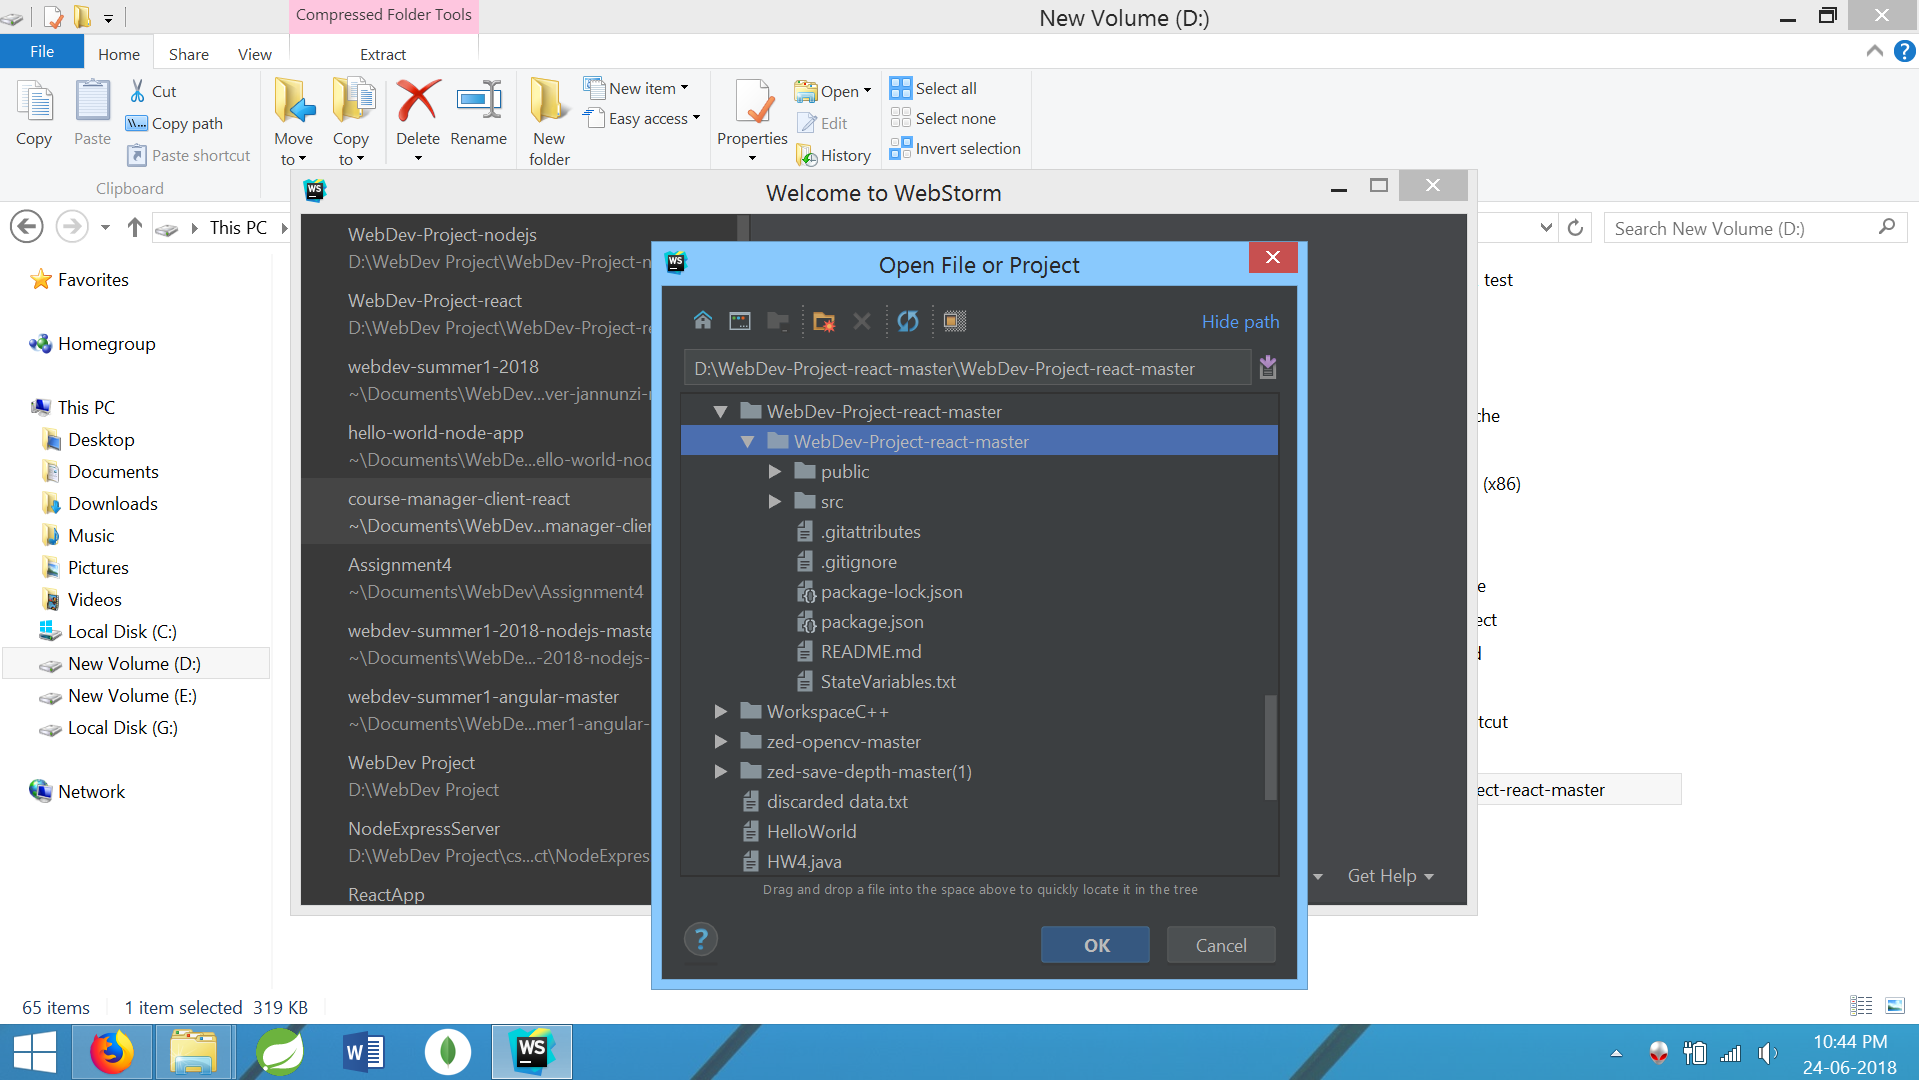 Compressed Folder Tools
New Volume (D:)
File
Home
Share
View
Extract
Copy
Paste
Cut
Copy path
Paste shortcut
Clipboard
Move to
Copy to
Delete
Rename
New folder
New item
Easy access
Properties
Open
Edit
History
Select all
Select none
Invert selection
This PC
Search New Volume (D:)
Favorites
Homegroup
This PC
Desktop
Documents
Downloads
Music
Pictures
Videos
Local Disk (C:)
New Volume (D:)
New Volume (E:)
Local Disk (G:)
Network
65 items
1 item selected 319 KB
Welcome to WebStorm
WebDev-Project-nodejs
D:\WebDev Project\WebDev-Project-n
WebDev-Project-react
D:\WebDev Project\WebDev-Project-re
webdev-summer1-2018
~\Documents\WebDev...ver-jannunzi-
hello-world-node-app
~\Documents\WebDe...ello-world-noc
course-manager-client-react
~\Documents\WebDev...manager-clier
Assignment4
~\Documents\WebDev\Assignment4
webdev-summer1-2018-nodejs-maste
~\Documents\WebDe...-2018-nodejs-
webdev-summer1-angular-master
~\Documents\WebDe...mer1-angular-
WebDev Project
D:\WebDev Project
NodeExpressServer
D:\WebDev Project\cs...ct\NodeExpres
ReactApp
Get Help
Open File or Project
Hide path
D:\WebDev-Project-react-master\WebDev-Project-react-master
WebDev-Project-react-master
WebDev-Project-react-master
public
src
.gitattributes
.gitignore
package-lock.json
package.json
README.md
StateVariables.txt
WorkspaceC++
zed-opencv-master
zed-save-depth-master(1)
discarded data.txt
HelloWorld
HW4.java
Drag and drop a file into the space above to quickly locate it in the tree
?
OK
Cancel
test
che
(x86)
e
ect
d
tcut
ect-react-master
WS
10:44 PM
24-06-2018